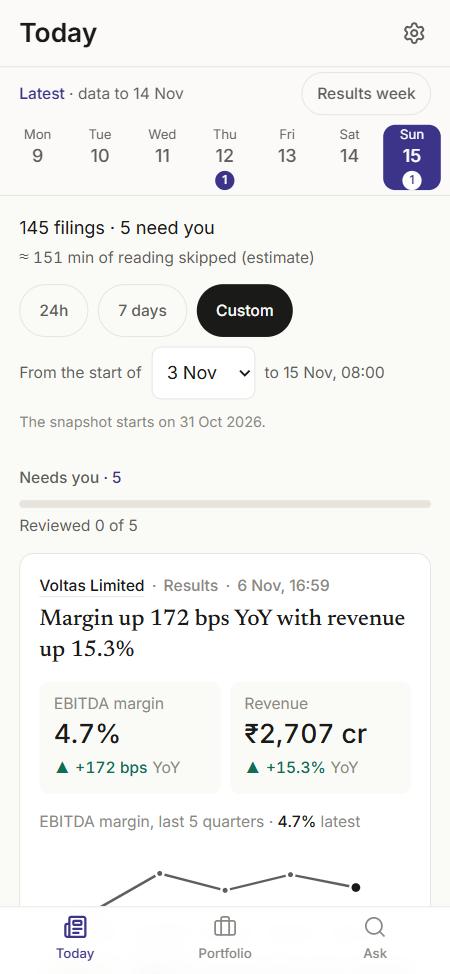 Today
Latest · data to 14 Nov
Results week
Mon Tue Wed Thu Fri Sat Sun
9 10 11 12 13 14 15
1 1
145 filings · 5 need you
≈ 151 min of reading skipped (estimate)
24h 7 days Custom
From the start of 3 Nov to 15 Nov, 08:00
The snapshot starts on 31 Oct 2026.
Needs you · 5
Reviewed 0 of 5
Voltas Limited · Results · 6 Nov, 16:59
Margin up 172 bps YoY with revenue
up 15.3%
EBITDA margin Revenue
4.7% ₹2,707 cr
▲ +172 bps YoY ▲ +15.3% YoY
EBITDA margin, last 5 quarters · 4.7% latest
Today Portfolio Ask